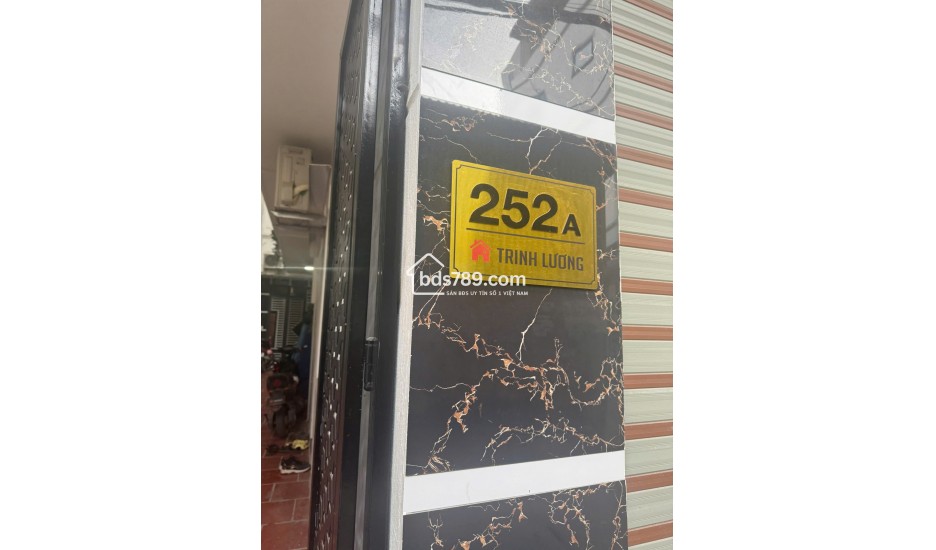 252A
TRINH LƯƠNG
bds789.com
SÀN BĐS UY TÍN SỐ 1 VIỆT NAM